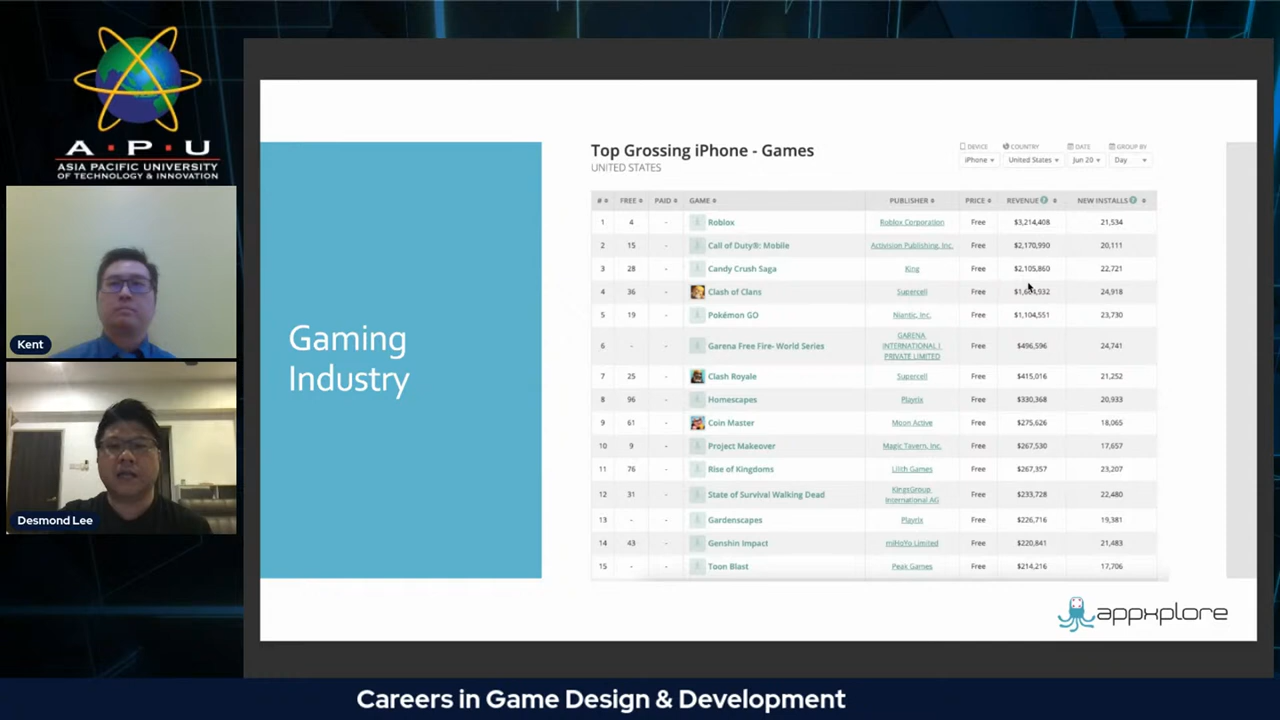 A·P·U
ASIA PACIFIC UNIVERSITY
OF TECHNOLOGY & INNOVATION
Kent
Desmond Lee
Gaming
Industry
Top Grossing iPhone - Games
UNITED STATES
DEVICE COUNTRY DATE GROUP BY
iPhone United States Jun 20 Day
# FREE PAID GAME PUBLISHER PRICE REVENUE NEW INSTALLS
1 4 - Roblox Roblox Corporation Free $3,214,408 21,534
2 15 - Call of Duty®: Mobile Activision Publishing, Inc. Free $2,170,990 20,111
3 28 - Candy Crush Saga King Free $2,105,860 22,721
4 36 - Clash of Clans Supercell Free 24,918
5 19 - Pokémon GO Niantic, Inc. Free $1,104,551 23,730
6 - - Garena Free Fire- World Series GARENA INTERNATIONAL I PRIVATE LIMITED Free $496,596 24,741
7 25 - Clash Royale Supercell Free $415,016 21,252
8 96 - Homescapes Playrix Free $330,368 20,933
9 61 - Coin Master Moon Active Free $275,626 18,065
10 9 - Project Makeover Magic Tavern, Inc. Free $267,530 17,657
11 76 - Rise of Kingdoms Lilith Games Free $267,357 23,207
12 31 - State of Survival Walking Dead KingsGroup International AG Free $233,728 22,480
13 - - Gardenscapes Playrix Free $226,716 19,381
14 43 - Genshin Impact miHoYo Limited Free $220,841 21,483
15 - - Toon Blast Peak Games Free $214,216 17,706
appxplore
Careers in Game Design & Development